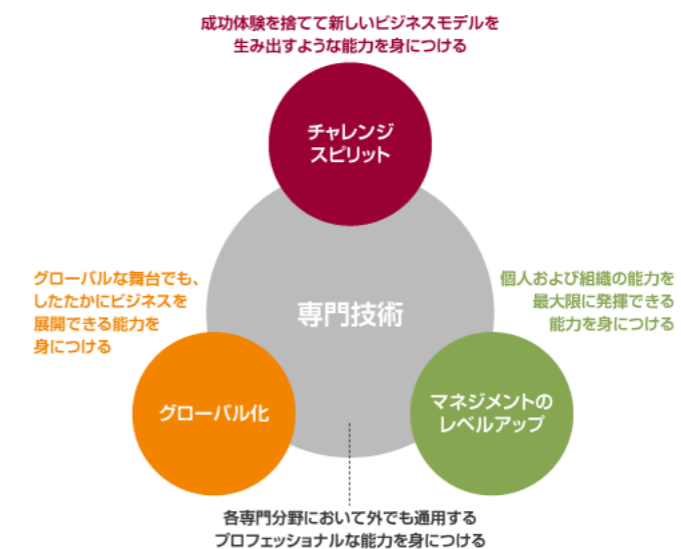 成功体験を捨てて新しいビジネスモデルを
生み出すような能力を身につける
チャレンジ
スピリット
グローバルな舞台でも、
したたかにビジネスを
展開できる能力を
身につける
個人および組織の能力を
最大限に発揮できる
能力を身につける
専門技術
グローバル化
マネジメントの
レベルアップ
各専門分野において外でも通用する
プロフェッショナルな能力を身につける